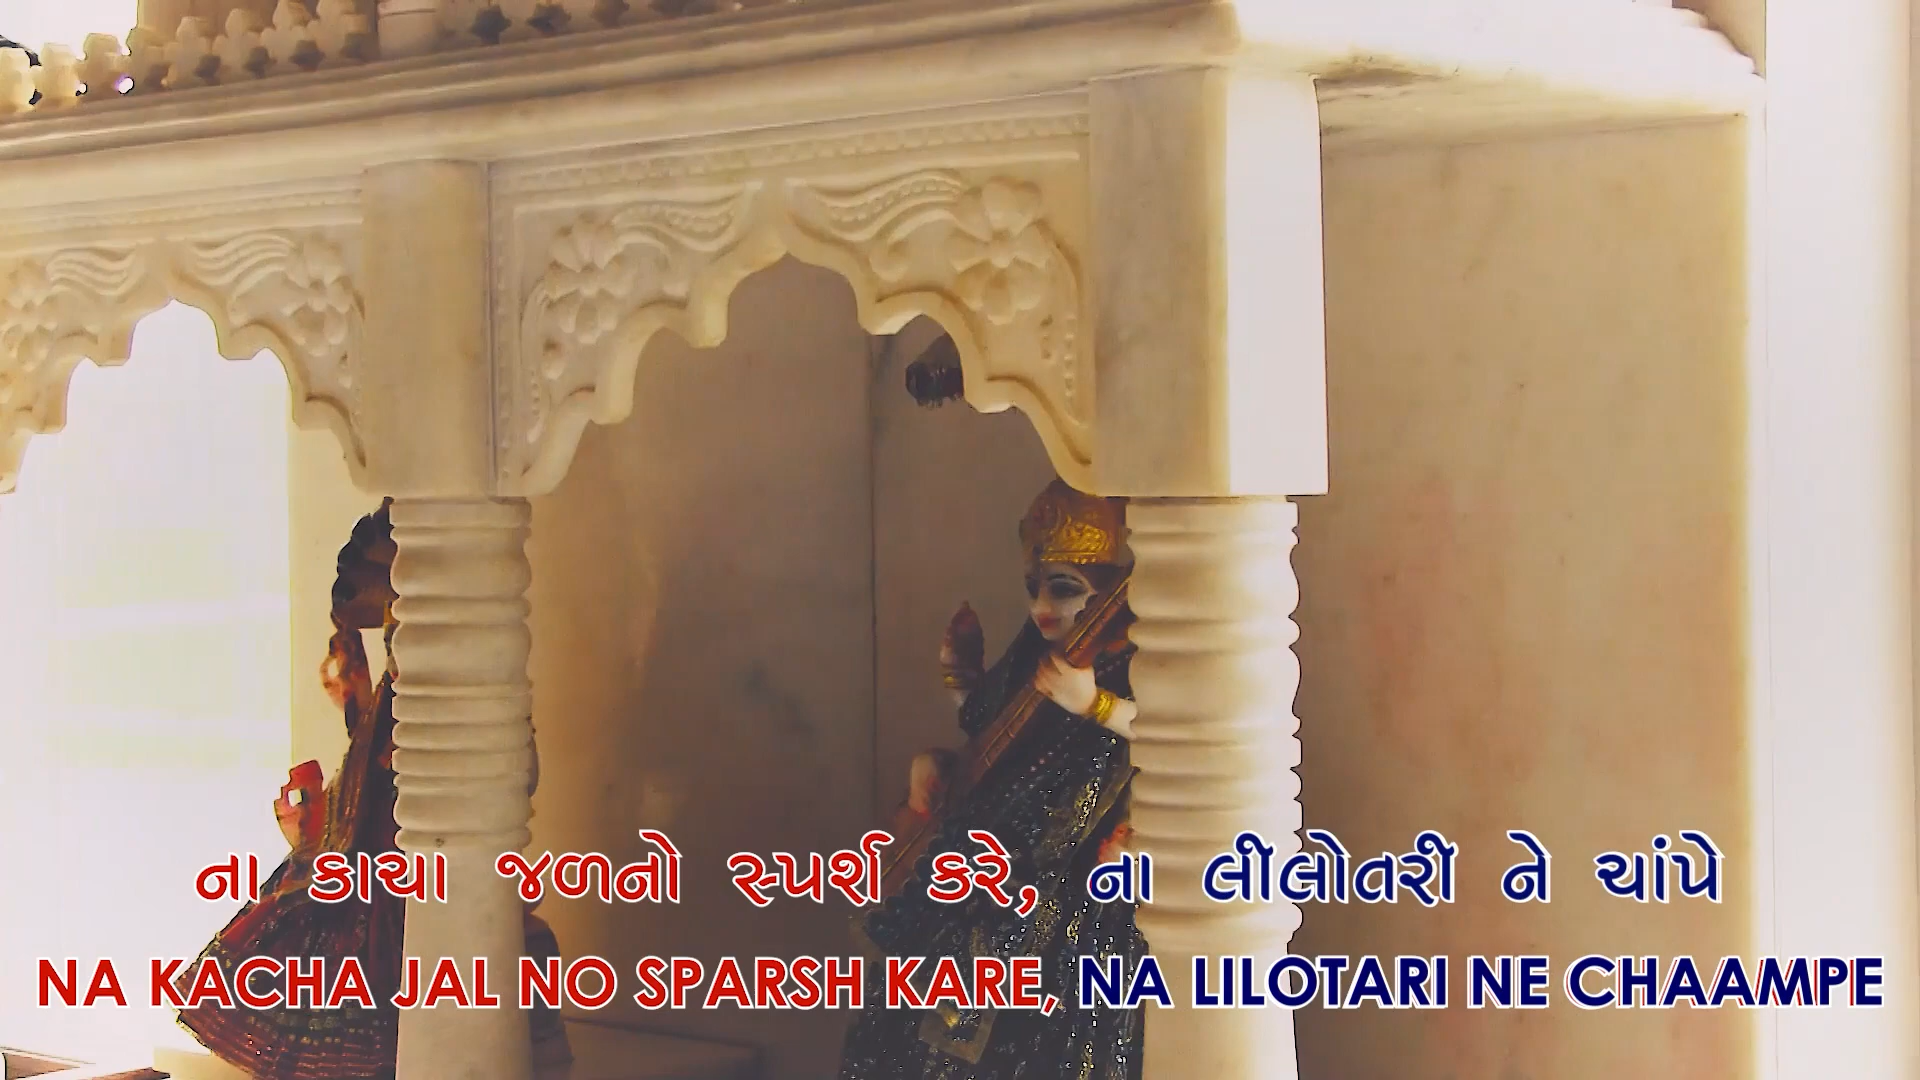 ના કાચા જળનો સ્પર્શ કરે, ના લીલોતરી ને ચાંપે
NA KACHA JAL NO SPARSH KARE, NA LILOTARI NE CHAAMPE